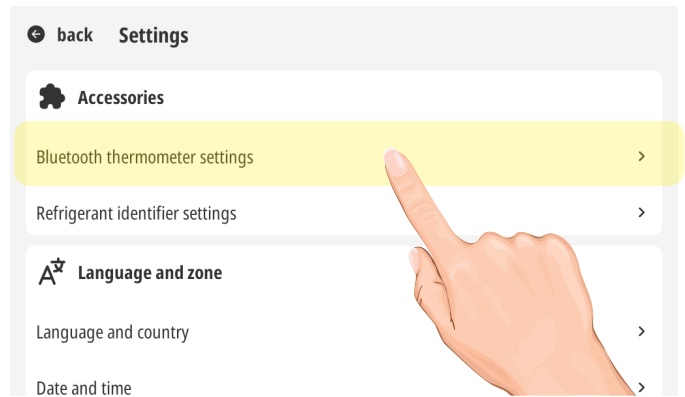 back Settings
Accessories
Bluetooth thermometer settings
Refrigerant identifier settings
Language and zone
Language and country
Date and time